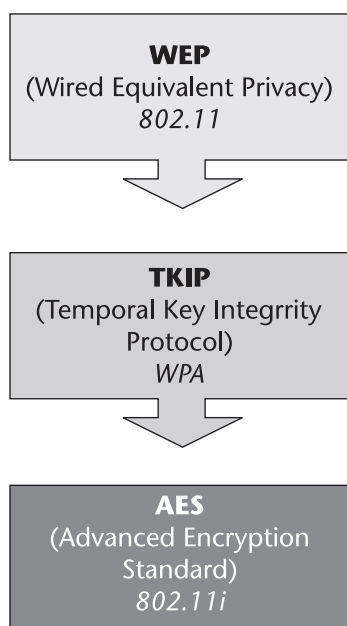 WEP
(Wired Equivalent Privacy)
802.11
TKIP
(Temporal Key Integrrity
Protocol)
WPA
AES
(Advanced Encryption
Standard)
802.11i